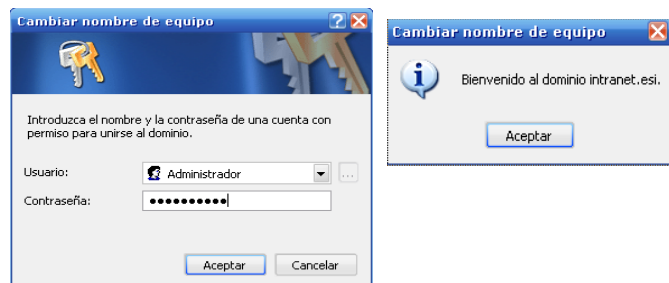 Cambiar nombre de equipo
Introduzca el nombre y la contraseña de una cuenta con
permiso para unirse al dominio.
Usuario:
Administrador
...
Contraseña:
••••••••••
Aceptar
Cancelar
Cambiar nombre de equipo
Bienvenido al dominio intranet.esi.
Aceptar